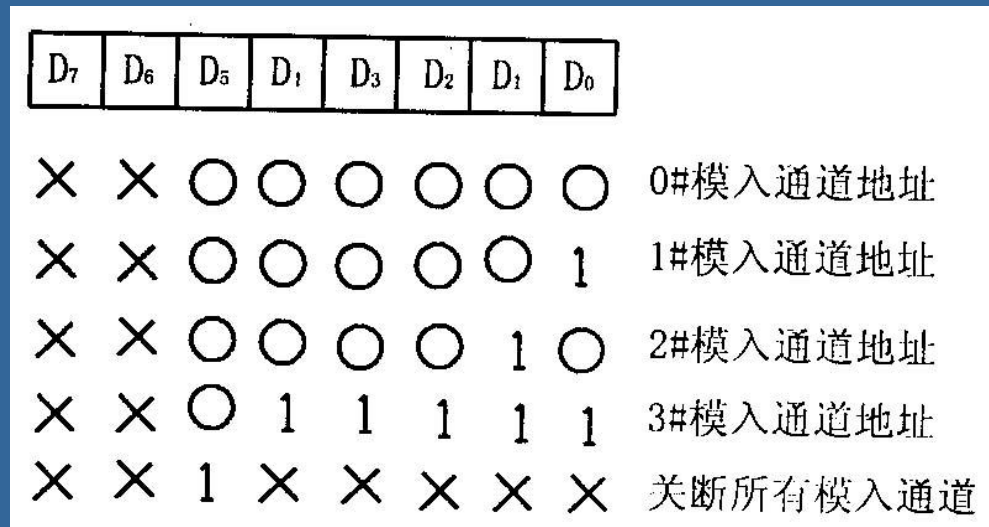 D₇ D₆ D₅ D₁ D₃ D₂ D₁ D₀
× × ○ ○ ○ ○ ○ ○ 0#模入通道地址
× × ○ ○ ○ ○ ○ 1 1#模入通道地址
× × ○ ○ ○ ○ 1 ○ 2#模入通道地址
× × ○ 1 1 1 1 1 3#模入通道地址
× × 1 × × × × × 关断所有模入通道